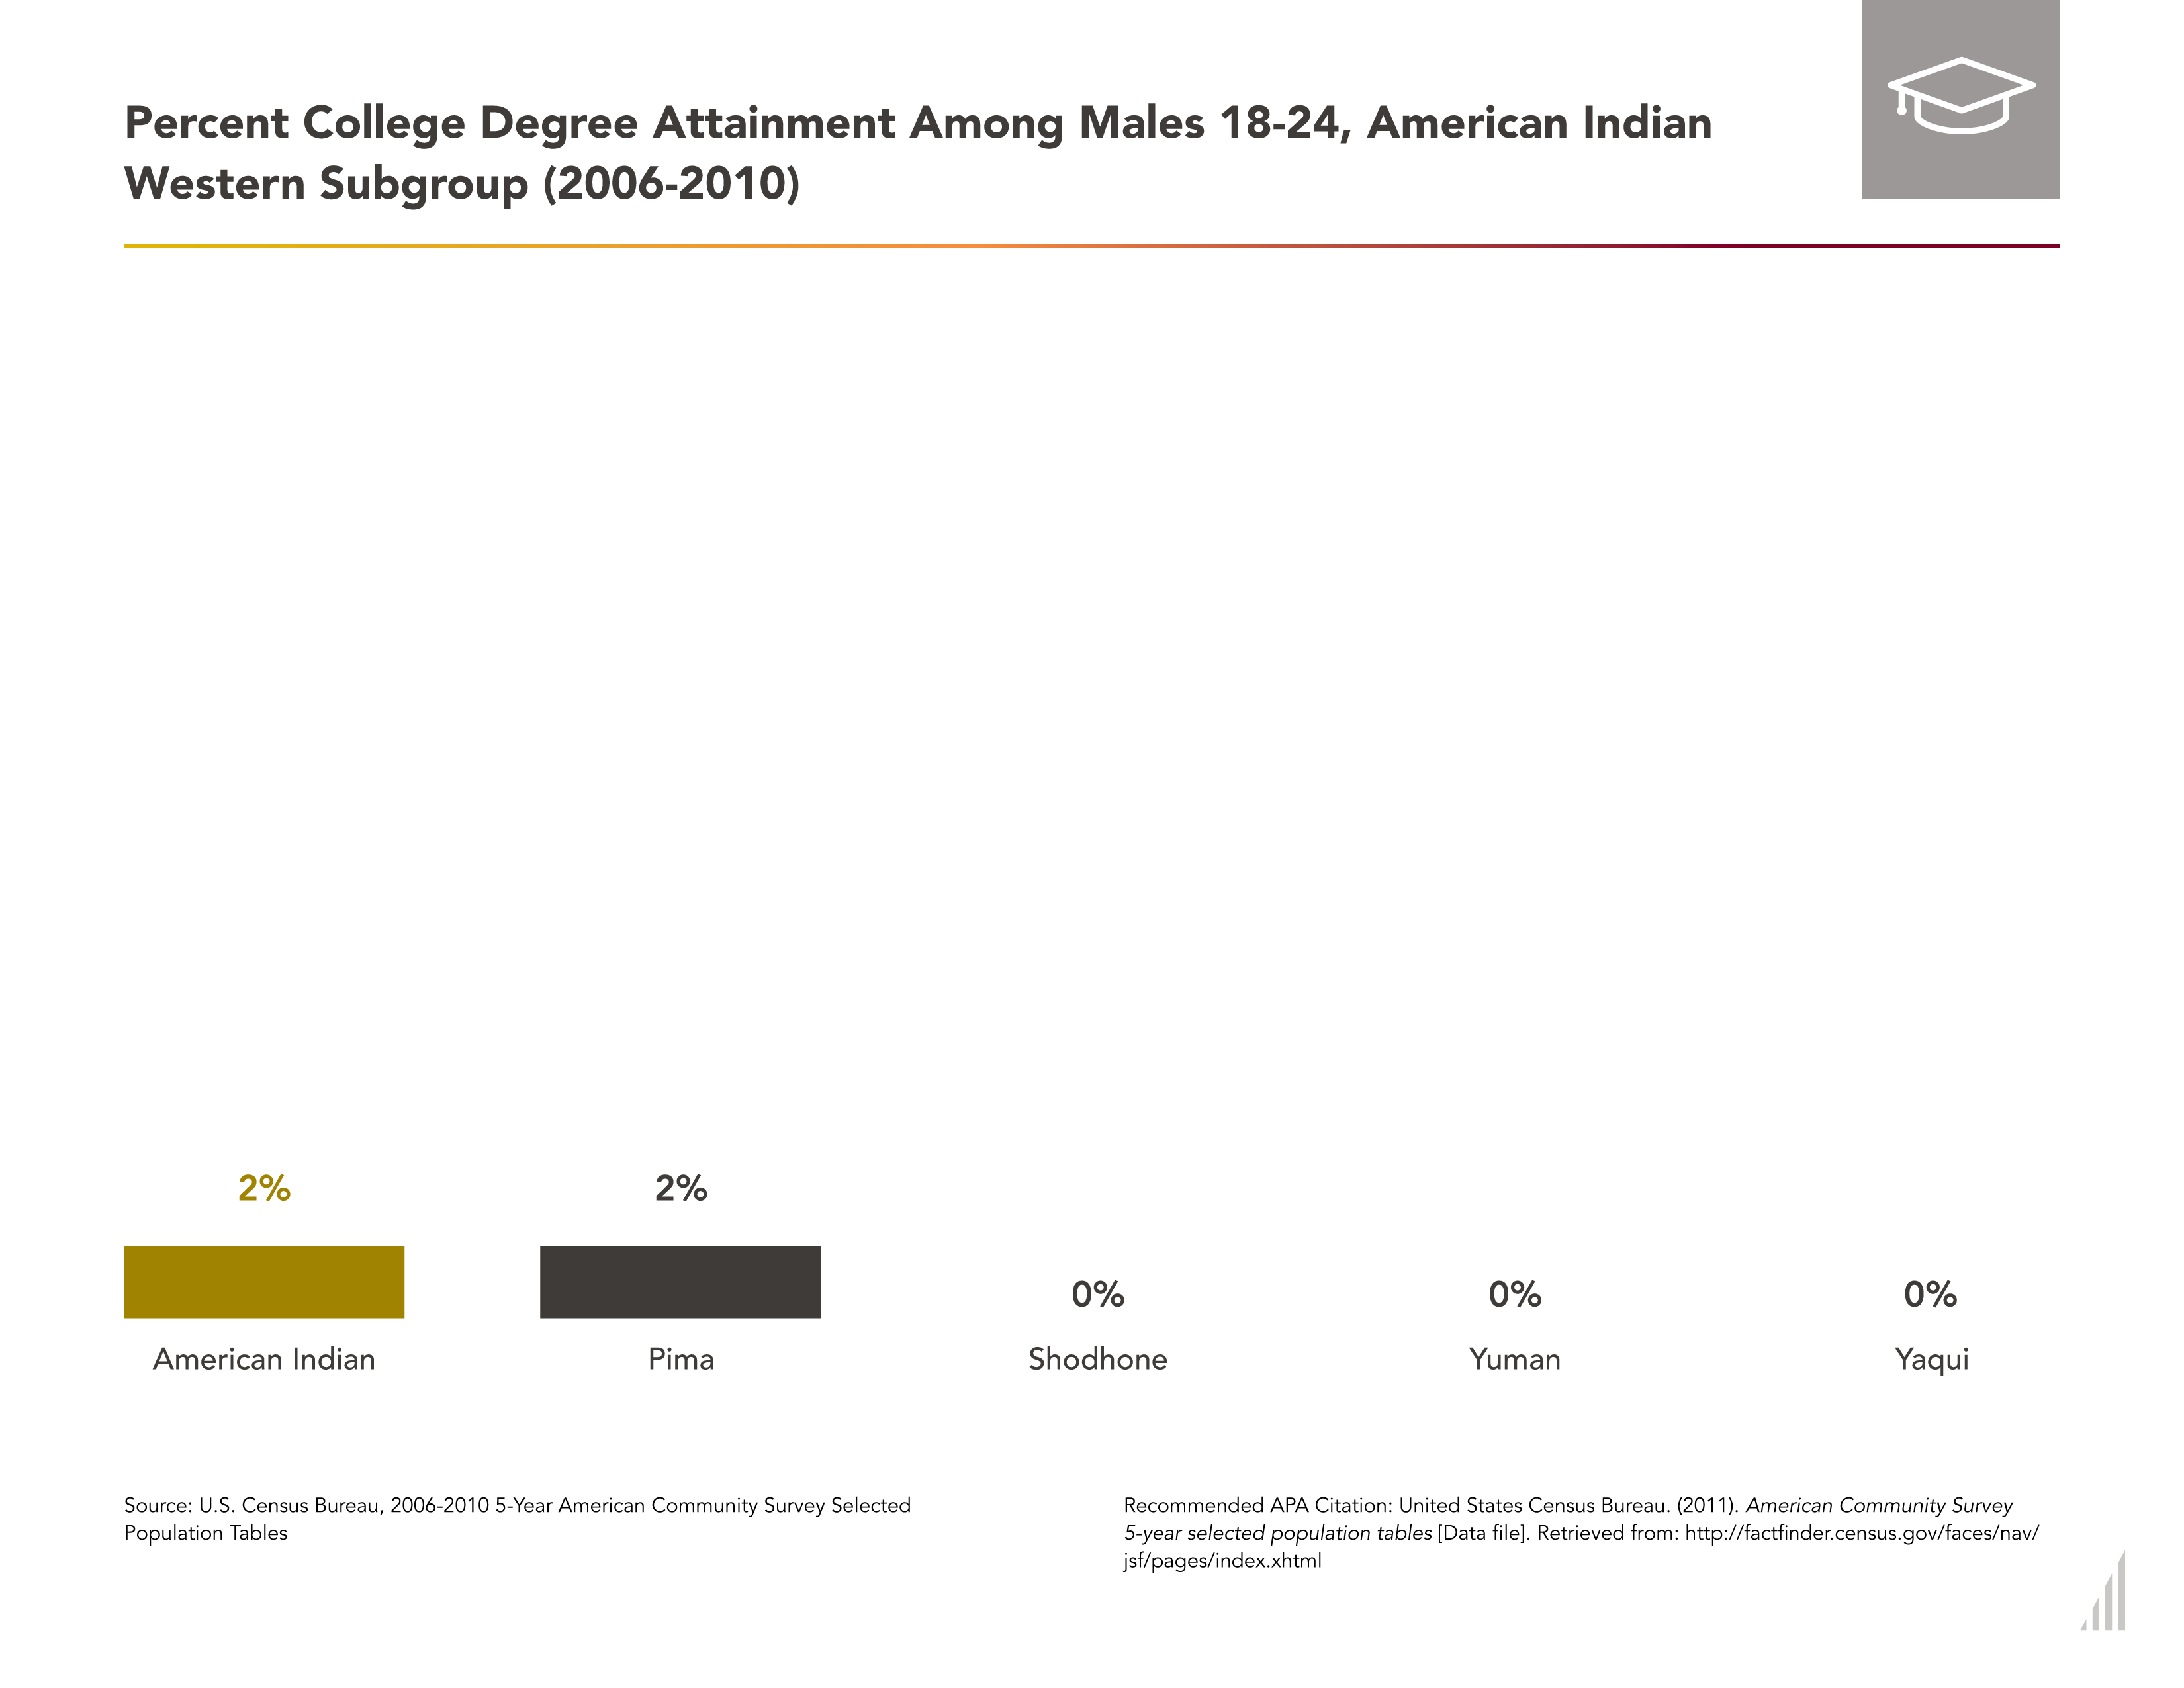 Percent College Degree Attainment Among Males 18-24, American Indian
Western Subgroup (2006-2010)
2%
2%
0%
0%
0%
American Indian
Pima
Shodhone
Yuman
Yaqui
Source: U.S. Census Bureau, 2006-2010 5-Year American Community Survey Selected
Population Tables
Recommended APA Citation: United States Census Bureau. (2011). American Community Survey
5-year selected population tables [Data file]. Retrieved from: http://factfinder.census.gov/faces/nav/
jsf/pages/index.xhtml